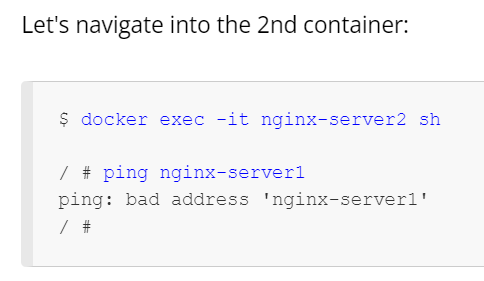 Let's navigate into the 2nd container:
$ docker exec -it nginx-server2 sh
/ # ping nginx-server1
ping: bad address 'nginx-server1'
/ #